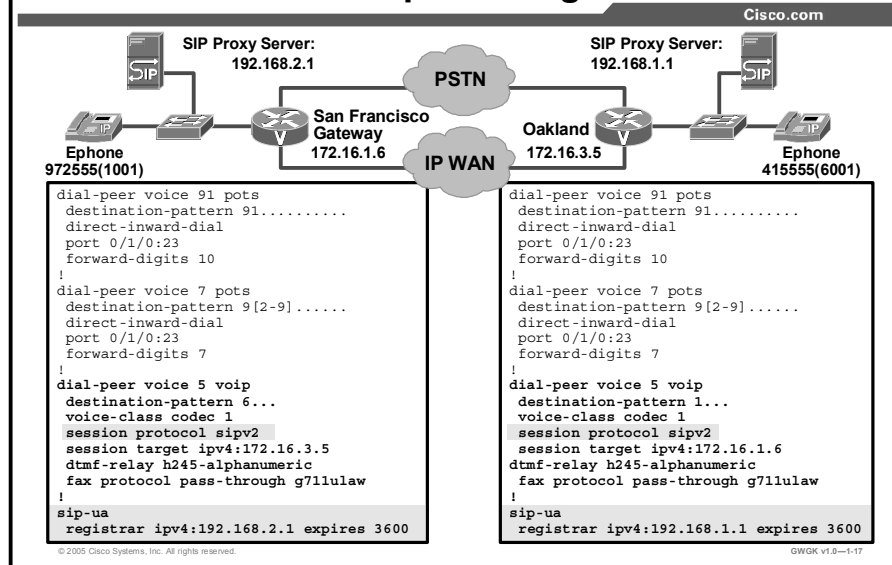 Cisco.com
SIP Proxy Server:
192.168.2.1
SIP Proxy Server:
192.168.1.1
SIP
SIP
PSTN
San Francisco
Gateway
172.16.1.6
Oakland
172.16.3.5
V
V
IP
IP
IP WAN
Ephone
972555(1001)
Ephone
415555(6001)
dial-peer voice 91 pots
destination-pattern 91..........
direct-inward-dial
port 0/1/0:23
forward-digits 10
!
dial-peer voice 7 pots
destination-pattern 9[2-9]......
direct-inward-dial
port 0/1/0:23
forward-digits 7
!
dial-peer voice 5 voip
destination-pattern 6...
voice-class codec 1
session protocol sipv2
session target ipv4:172.16.3.5
dtmf-relay h245-alphanumeric
fax protocol pass-through g711ulaw
!
sip-ua
registrar ipv4:192.168.2.1 expires 3600
dial-peer voice 91 pots
destination-pattern 91..........
direct-inward-dial
port 0/1/0:23
forward-digits 10
!
dial-peer voice 7 pots
destination-pattern 9[2-9]......
direct-inward-dial
port 0/1/0:23
forward-digits 7
!
dial-peer voice 5 voip
destination-pattern 1...
voice-class codec 1
session protocol sipv2
session target ipv4:172.16.1.6
dtmf-relay h245-alphanumeric
fax protocol pass-through g711ulaw
!
sip-ua
registrar ipv4:192.168.1.1 expires 3600
© 2005 Cisco Systems, Inc. All rights reserved.
GWGK v1.0—1-17